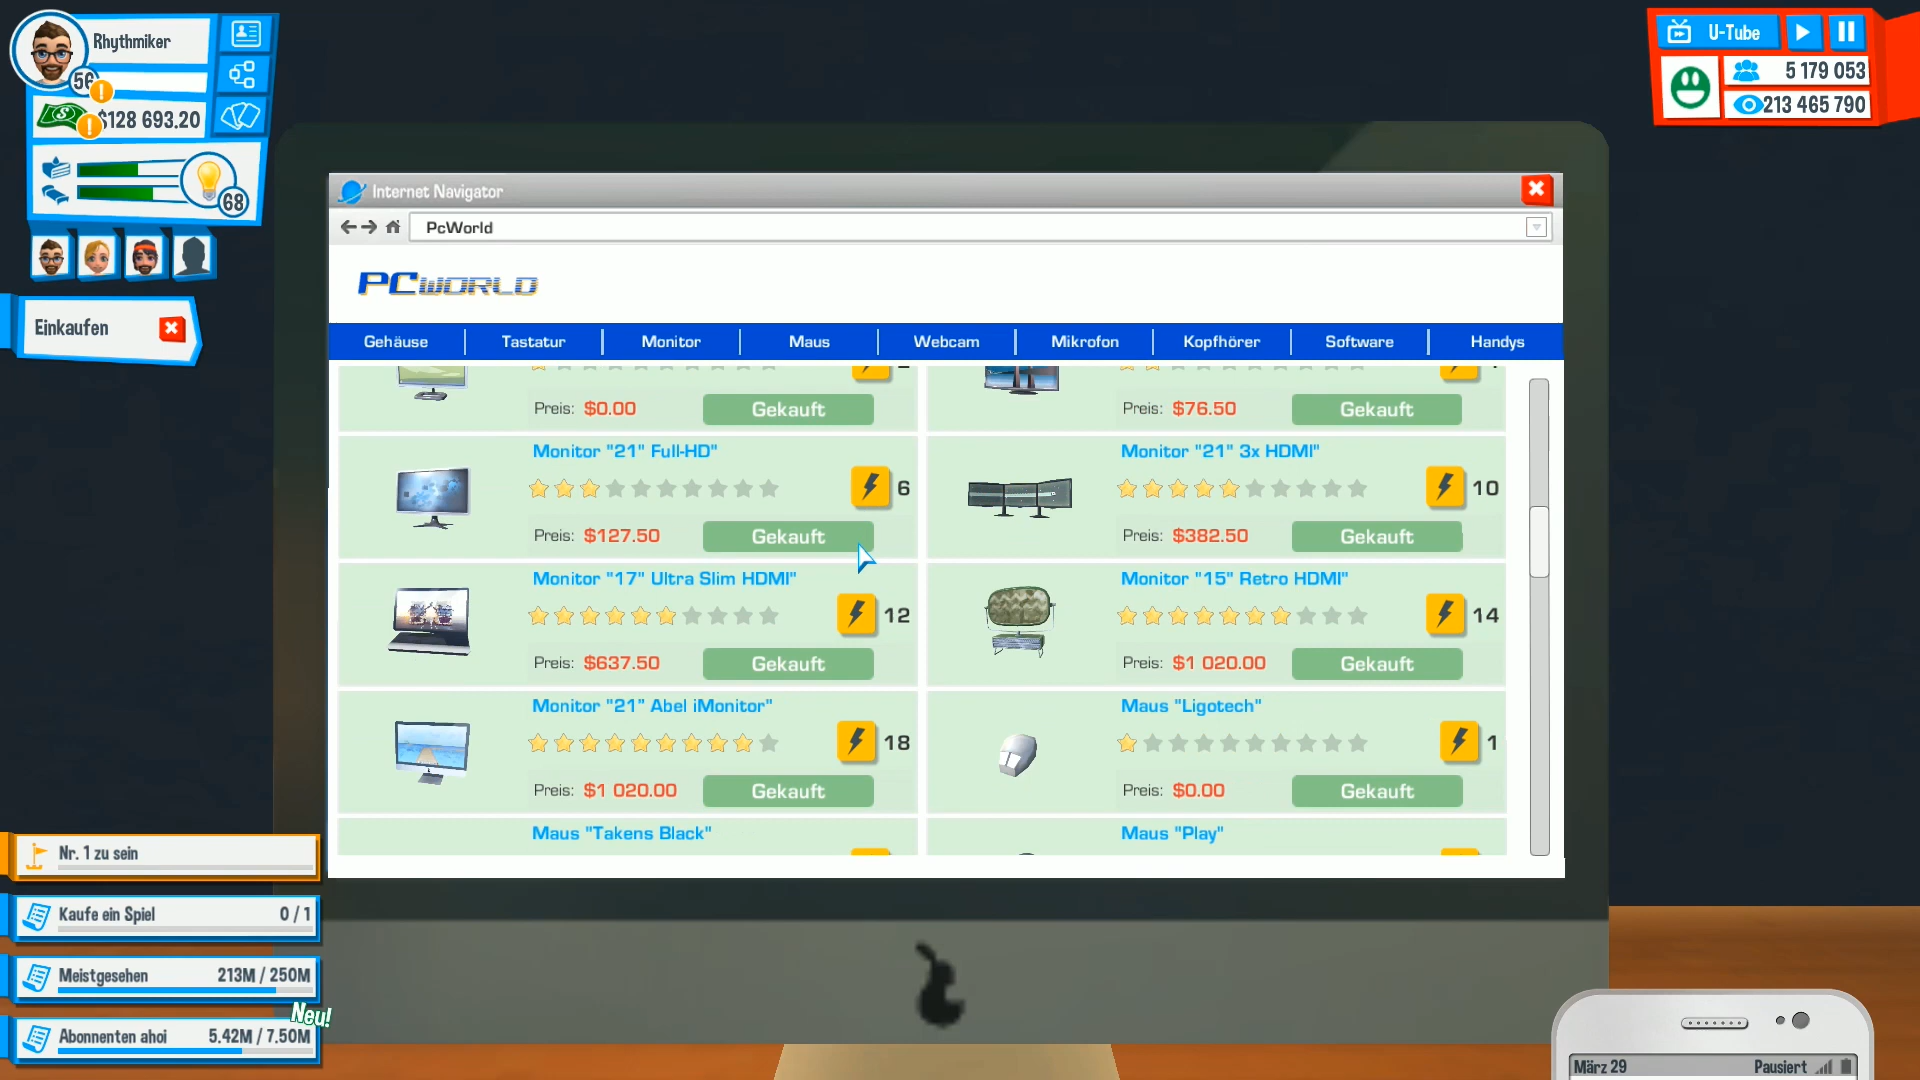 Rhythmiker
56
$128 693.20
68
Einkaufen
U-Tube
5 179 053
213 465 790
Internet Navigator
PcWorld
PCWORLD
Gehäuse Tastatur Monitor Maus Webcam Mikrofon Kopfhörer Software Handys
Preis: $0.00 Gekauft
Preis: $76.50 Gekauft
Monitor "21" Full-HD"
6
Preis: $127.50 Gekauft
Monitor "21" 3x HDMI"
10
Preis: $382.50 Gekauft
Monitor "17" Ultra Slim HDMI"
12
Preis: $637.50 Gekauft
Monitor "15" Retro HDMI"
14
Preis: $1 020.00 Gekauft
Monitor "21" Abel iMonitor"
18
Preis: $1 020.00 Gekauft
Maus "Ligotech"
1
Preis: $0.00 Gekauft
Maus "Takens Black"
Maus "Play"
Nr. 1 zu sein
Kaufe ein Spiel 0 / 1
Meistgesehen 213M / 250M
Neu!
Abonnenten ahoi 5.42M / 7.50M
März 29 Pausiert